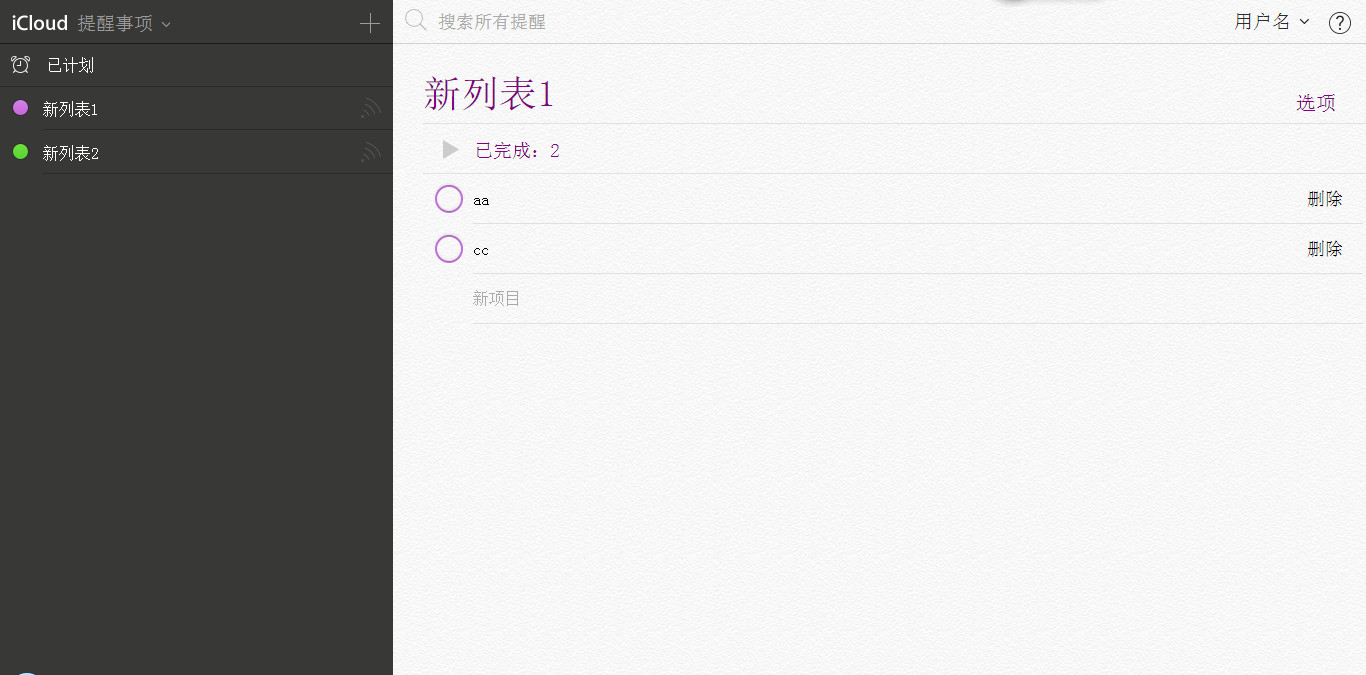 iCloud 提醒事项
搜索所有提醒
用户名
?
已计划
新列表1
新列表2
新列表1
选项
已完成：2
aa
删除
cc
删除
新项目